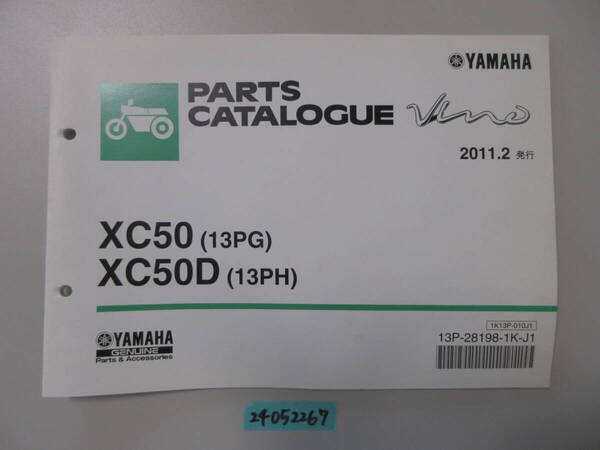 YAMAHA
PARTS
CATALOGUE
Vino
2011.2 発行
XC50 (13PG)
XC50D (13PH)
YAMAHA
GENUINE
Parts & Accessories
1K13P-010J1
13P-28198-1K-J1
24052267